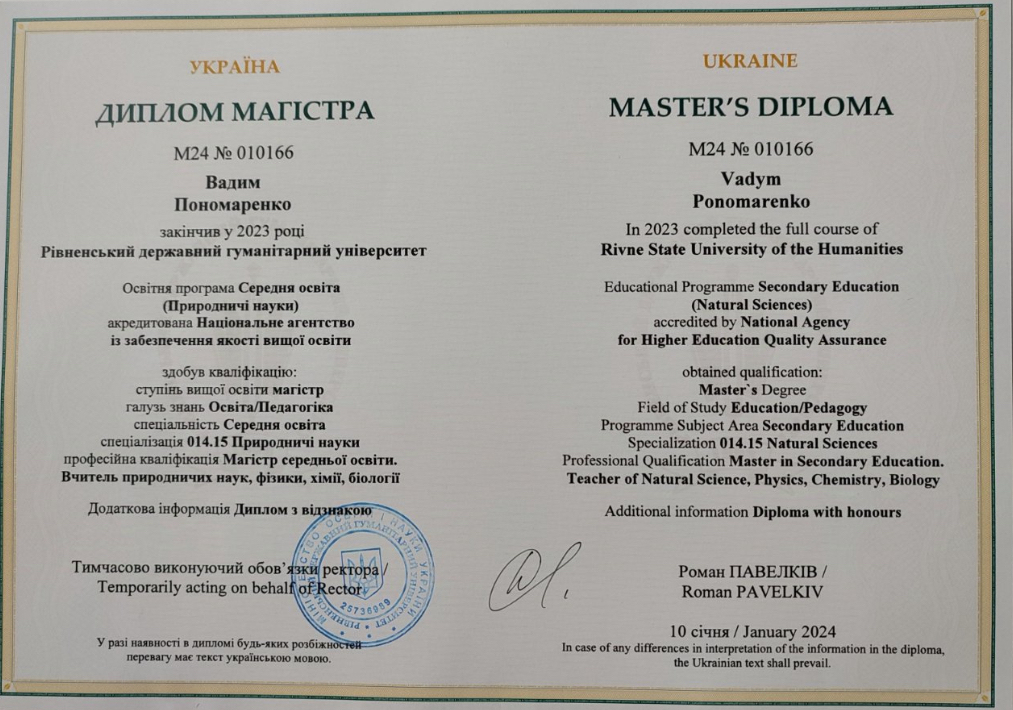 УКРАЇНА
ДИПЛОМ МАГІСТРА
М24 № 010166
Вадим
Пономаренко
закінчив у 2023 році
Рівненський державний гуманітарний університет
Освітня програма Середня освіта
(Природничі науки)
акредитована Національне агентство
із забезпечення якості вищої освіти
здобув кваліфікацію:
ступінь вищої освіти магістр
галузь знань Освіта/Педагогіка
спеціальність Середня освіта
спеціалізація 014.15 Природничі науки
професійна кваліфікація Магістр середньої освіти.
Вчитель природничих наук, фізики, хімії, біології
Додаткова інформація Диплом з відзнакою
Тимчасово виконуючий обов’язки ректора /
Temporarily acting on behalf of Rector
У разі наявності в дипломі будь-яких розбіжностей
перевагу має текст українською мовою.
МІНІСТЕРСТВО ОСВІТИ І НАУКИ УКРАЇНИ
РІВНЕНСЬКИЙ ДЕРЖАВНИЙ ГУМАНІТАРНИЙ УНІВЕРСИТЕТ
25736989
UKRAINE
MASTER’S DIPLOMA
М24 № 010166
Vadym
Ponomarenko
In 2023 completed the full course of
Rivne State University of the Humanities
Educational Programme Secondary Education
(Natural Sciences)
accredited by National Agency
for Higher Education Quality Assurance
obtained qualification:
Master`s Degree
Field of Study Education/Pedagogy
Programme Subject Area Secondary Education
Specialization 014.15 Natural Sciences
Professional Qualification Master in Secondary Education.
Teacher of Natural Science, Physics, Chemistry, Biology
Additional information Diploma with honours
Роман ПАВЕЛКІВ /
Roman PAVELKIV
10 січня / January 2024
In case of any differences in interpretation of the information in the diploma,
the Ukrainian text shall prevail.